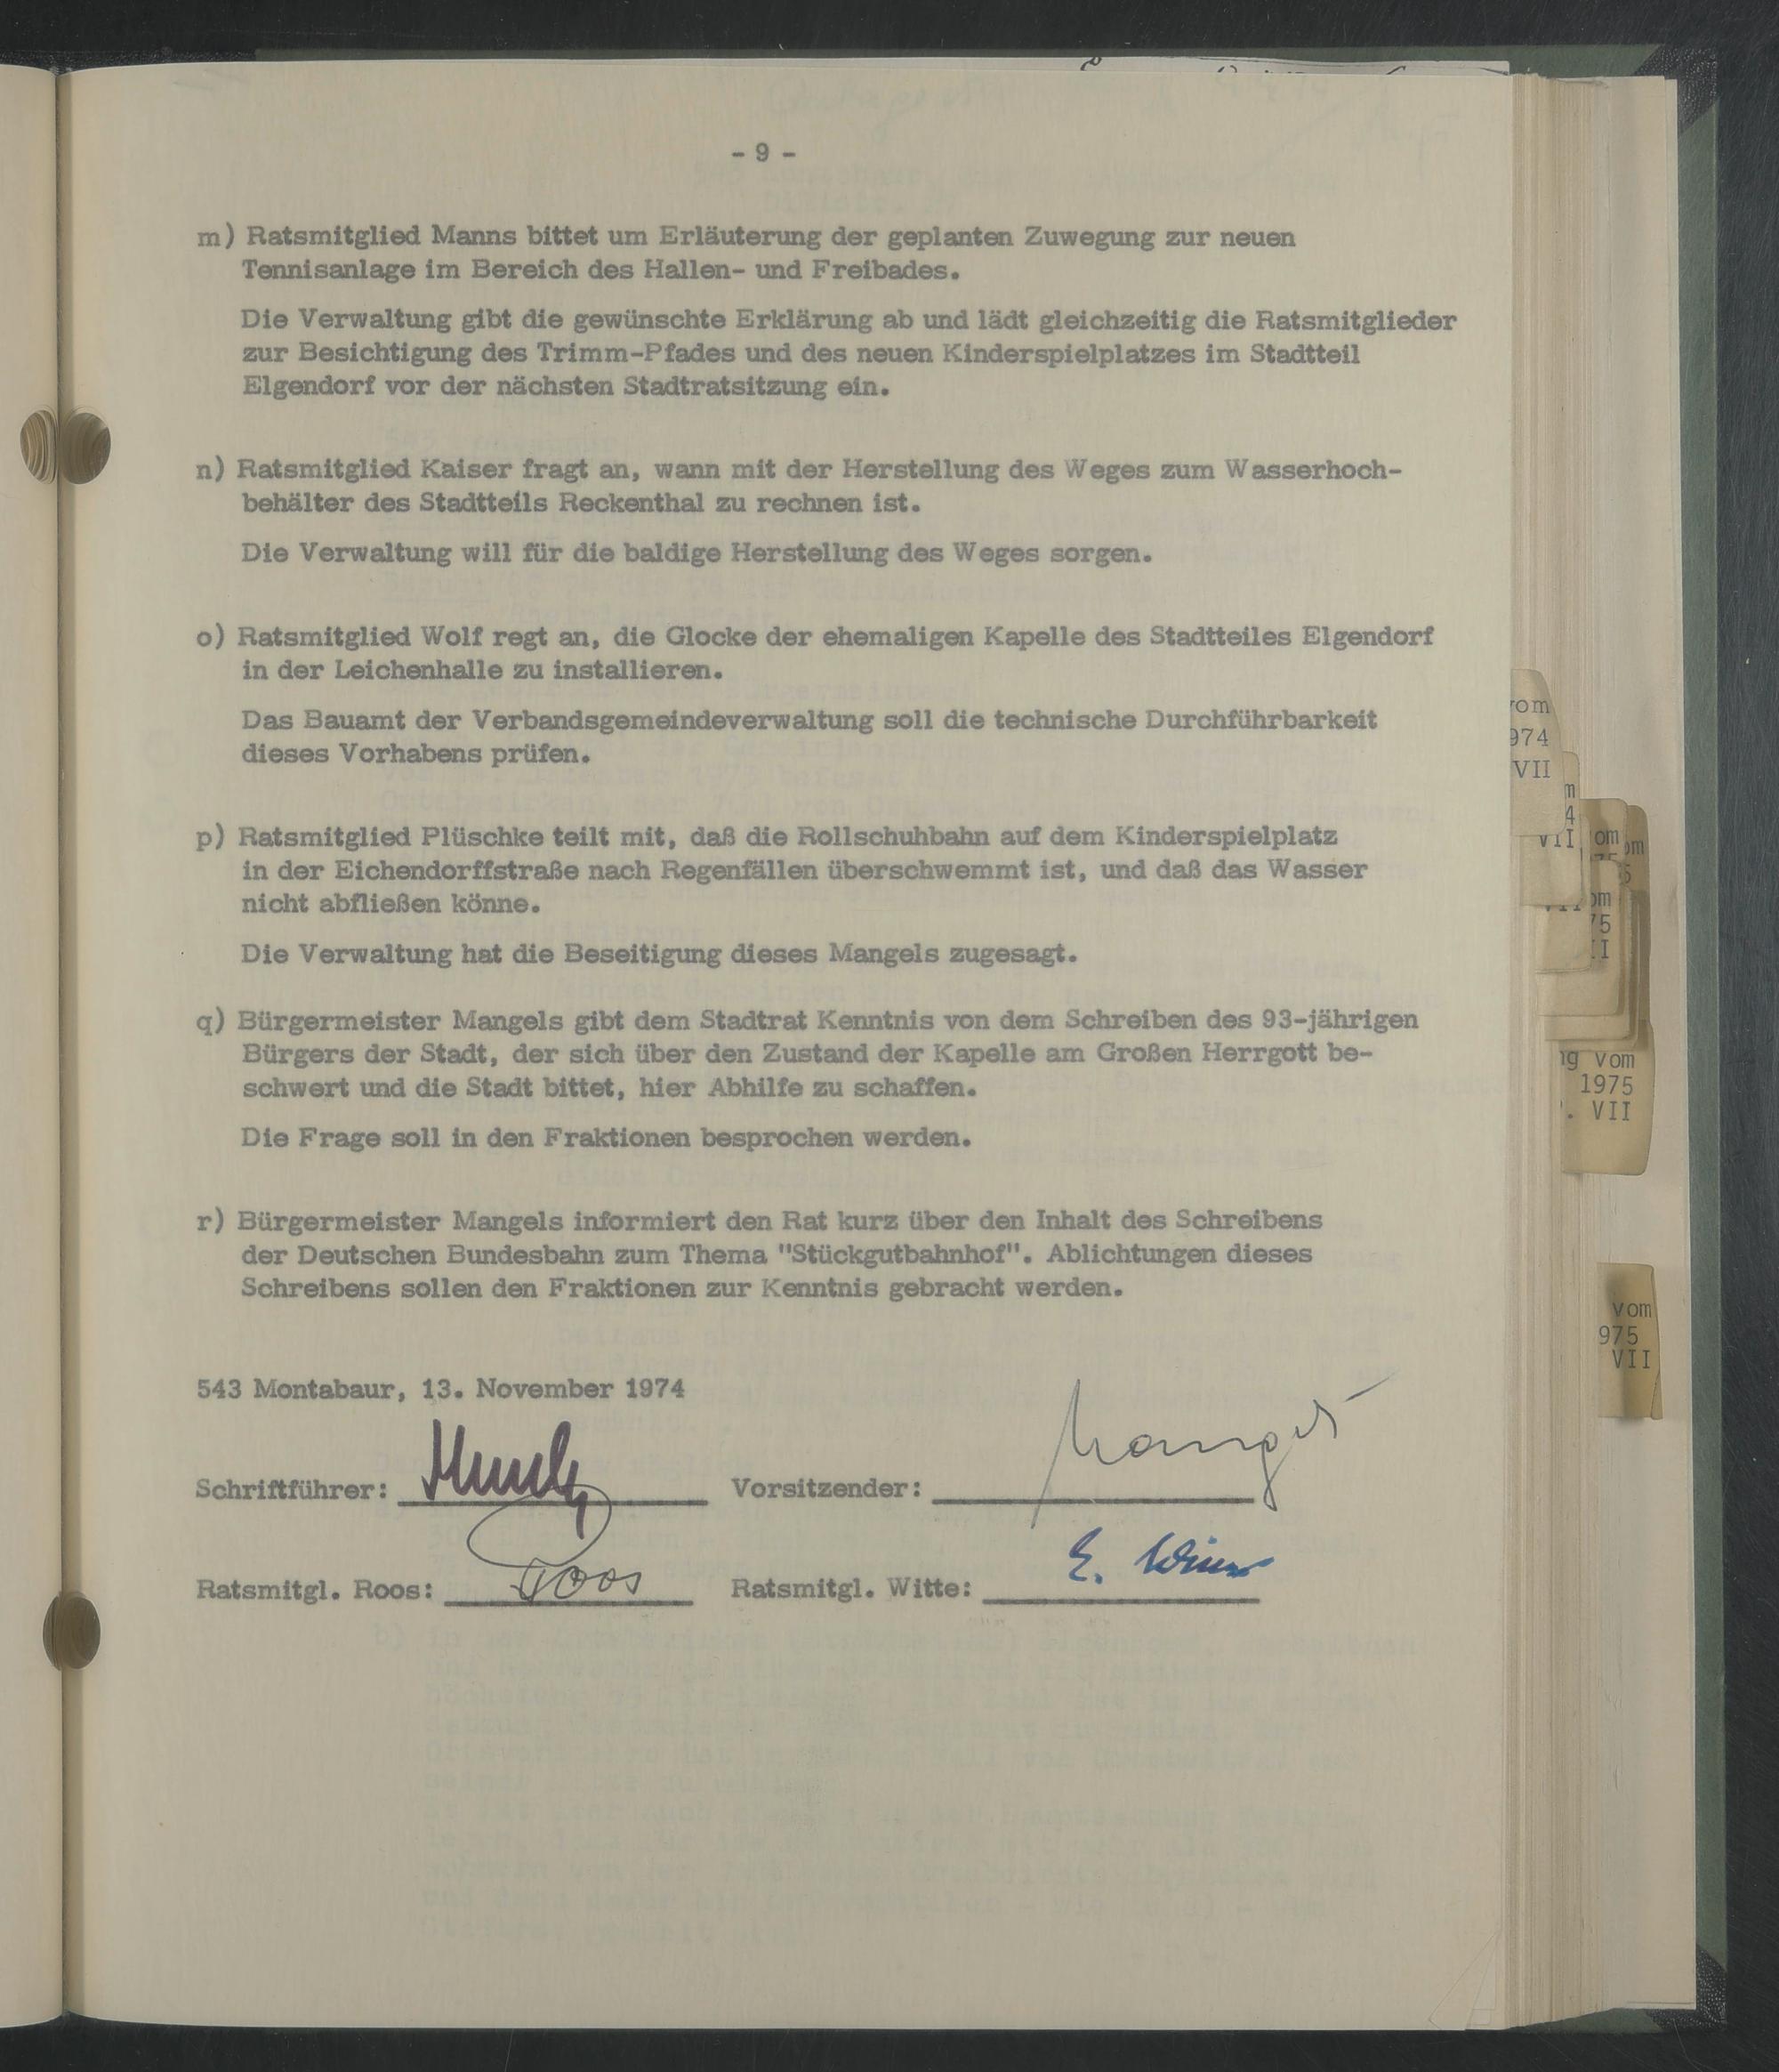 - 9 -
m) Ratsmitglied Manns bittet um Erläuterung der geplanten Zuwegung zur neuen
Tennisanlage im Bereich des Hallen- und Freibades.
Die Verwaltung gibt die gewünschte Erklärung ab und lädt gleichzeitig die Ratsmitglieder
zur Besichtigung des Trimm-Pfades und des neuen Kinderspielplatzes im Stadtteil
Elgendorf vor der nächsten Stadtratsitzung ein.
n) Ratsmitglied Kaiser fragt an, wann mit der Herstellung des Weges zum Wasserhoch-
behälter des Stadtteils Reckenthal zu rechnen ist.
Die Verwaltung will für die baldige Herstellung des Weges sorgen.
o) Ratsmitglied Wolf regt an, die Glocke der ehemaligen Kapelle des Stadtteiles Elgendorf
in der Leichenhalle zu installieren.
Das Bauamt der Verbandsgemeindeverwaltung soll die technische Durchführbarkeit
dieses Vorhabens prüfen.
p) Ratsmitglied Plüschke teilt mit, daß die Rollschuhbahn auf dem Kinderspielplatz
in der Eichendorffstraße nach Regenfällen überschwemmt ist, und daß das Wasser
nicht abfließen könne.
Die Verwaltung hat die Beseitigung dieses Mangels zugesagt.
q) Bürgermeister Mangels gibt dem Stadtrat Kenntnis von dem Schreiben des 93-jährigen
Bürgers der Stadt, der sich über den Zustand der Kapelle am Großen Herrgott be-
schwert und die Stadt bittet, hier Abhilfe zu schaffen.
Die Frage soll in den Fraktionen besprochen werden.
r) Bürgermeister Mangels informiert den Rat kurz über den Inhalt des Schreibens
der Deutschen Bundesbahn zum Thema "Stückgutbahnhof". Ablichtungen dieses
Schreibens sollen den Fraktionen zur Kenntnis gebracht werden.
543 Montabaur, 13. November 1974
Schriftführer: Vorsitzender: Mangels
Ratsmitgl. Roos: Roos Ratsmitgl. Witte: E. Witte
vom
974
VII
m
4
VII
om
om
75
II
ng vom
1975
. VII
vom
975
VII